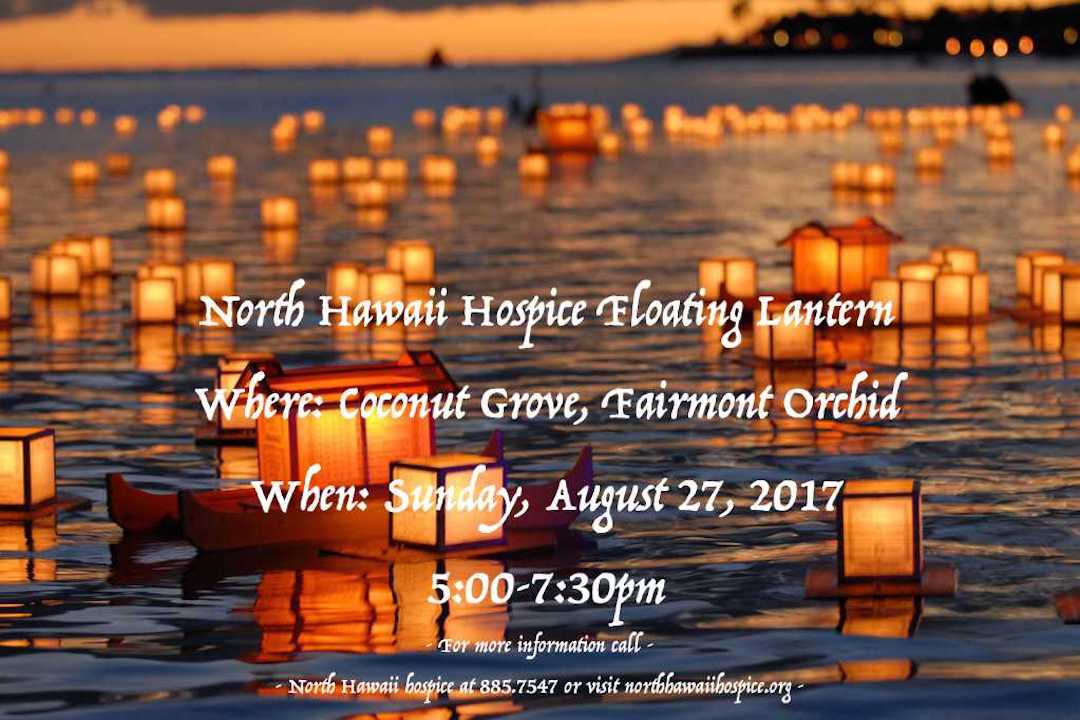 North Hawaii Hospice Floating Lantern
Where: Coconut Grove, Fairmont Orchid
When: Sunday, August 27, 2017
5:00-7:30pm
- For more information call -
- North Hawaii hospice at 885.7547 or visit northhawaiihospice.org -